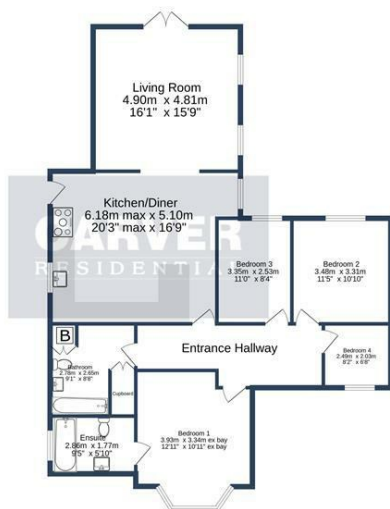 Living Room
4.90m x 4.81m
16'1" x 15'9"
Kitchen/Diner
6.18m max x 5.10m
20'3" max x 16'9"
CARVER
RESIDENTIAL
Bedroom 3
3.35m x 2.53m
11'0" x 8'4"
Bedroom 2
3.48m x 3.31m
11'5" x 10'10"
B
Bathroom
2.78m x 2.65m
9'1" x 8'8"
Entrance Hallway
Bedroom 4
2.49m x 2.03m
8'2" x 6'8"
Cupboard
Ensuite
2.86m x 1.77m
9'5" x 5'10"
Bedroom 1
3.93m x 3.34m ex bay
12'11" x 10'11" ex bay